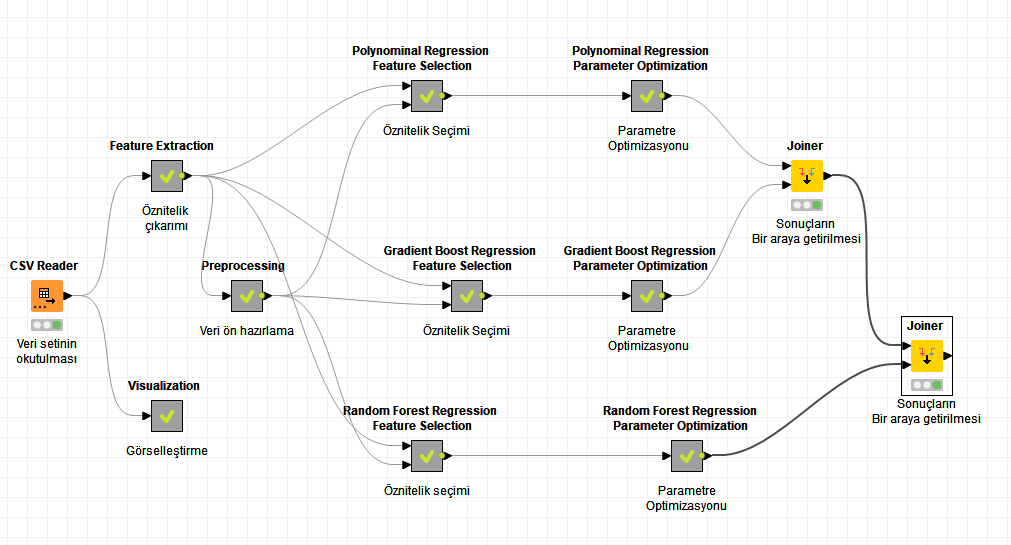 Polynominal Regression
Feature Selection
Öznitelik Seçimi
Polynominal Regression
Parameter Optimization
Parametre
Optimizasyonu
Feature Extraction
Öznitelik
çıkarımı
Joiner
Sonuçların
Bir araya getirilmesi
CSV Reader
Veri setinin
okutulması
Preprocessing
Veri ön hazırlama
Gradient Boost Regression
Feature Selection
Öznitelik Seçimi
Gradient Boost Regression
Parameter Optimization
Parametre
Optimizasyonu
Joiner
Sonuçların
Bir araya getirilmesi
Visualization
Görselleştirme
Random Forest Regression
Feature Selection
Öznitelik seçimi
Random Forest Regression
Parameter Optimization
Parametre
Optimizasyonu